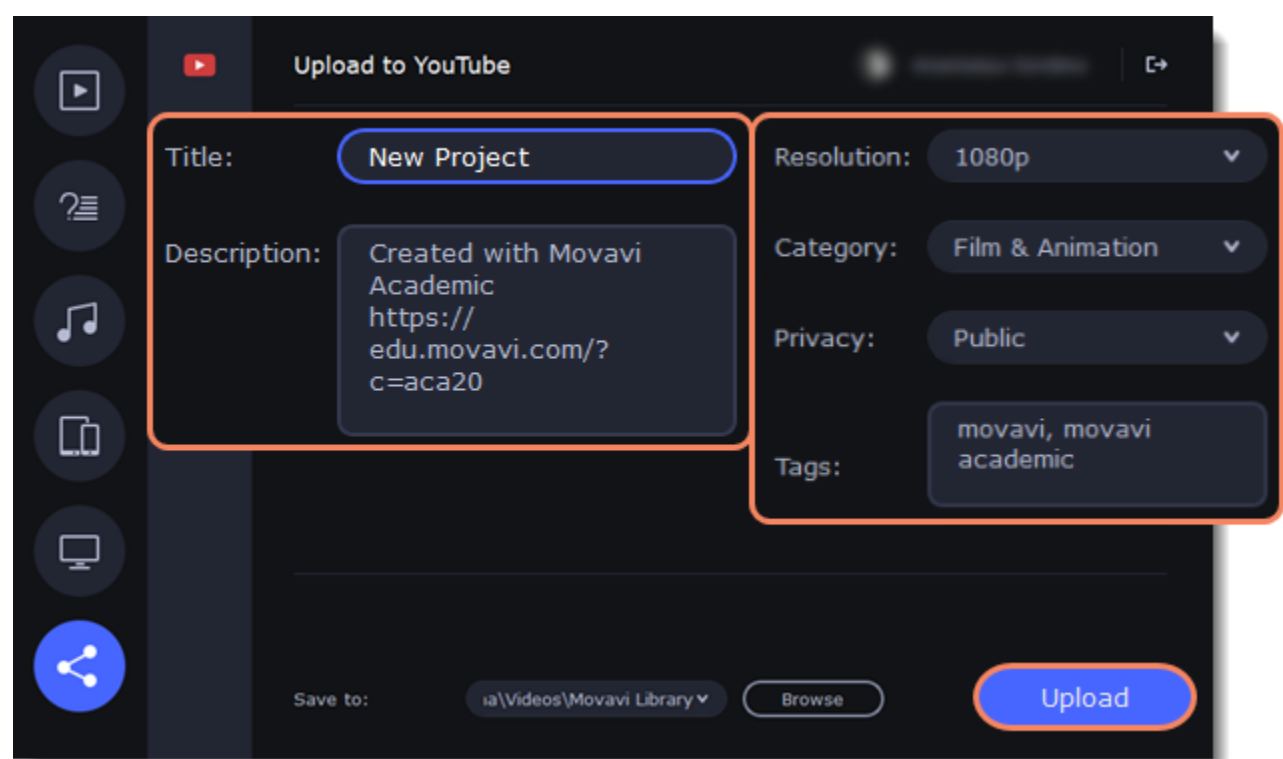 Upload to YouTube
Title:
New Project
Description:
Created with Movavi
Academic
https://
edu.movavi.com/?
c=aca20
Resolution:
1080p
Category:
Film & Animation
Privacy:
Public
Tags:
movavi, movavi
academic
Save to:
\Videos\Movavi Library
Browse
Upload